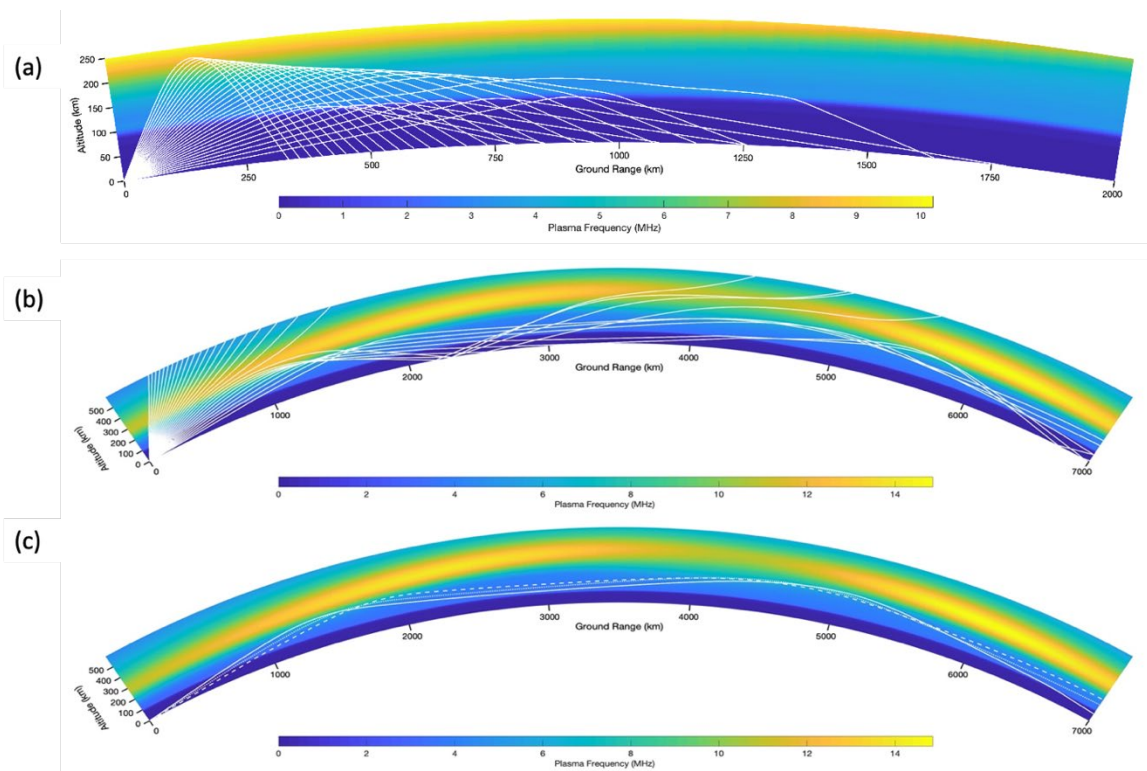 (a)
250
200
150
100
50
0
Altitude (km)
0
250
500
750
1000
1250
1500
1750
2000
Ground Range (km)
0 1 2 3 4 5 6 7 8 9 10
Plasma Frequency (MHz)
(b)
500
400
300
200
100
0
Altitude (km)
0
1000
2000
3000
4000
5000
6000
7000
Ground Range (km)
0 2 4 6 8 10 12 14
Plasma Frequency (MHz)
(c)
500
400
300
200
100
0
Altitude (km)
0
1000
2000
3000
4000
5000
6000
7000
Ground Range (km)
0 2 4 6 8 10 12 14
Plasma Frequency (MHz)